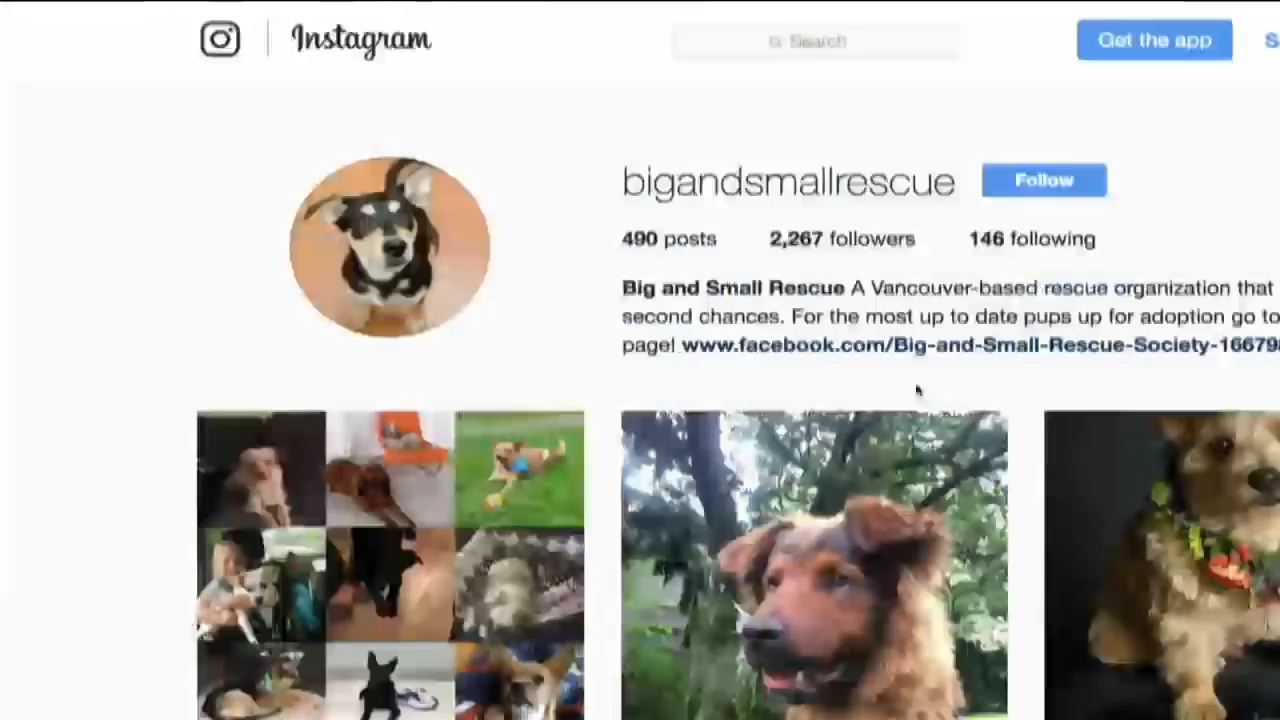 Instagram
Search
Get the app
S
bigandsmallrescue
Follow
490 posts
2,267 followers
146 following
Big and Small Rescue A Vancouver-based rescue organization that
second chances. For the most up to date pups up for adoption go to
page! www.facebook.com/Big-and-Small-Rescue-Society-16679